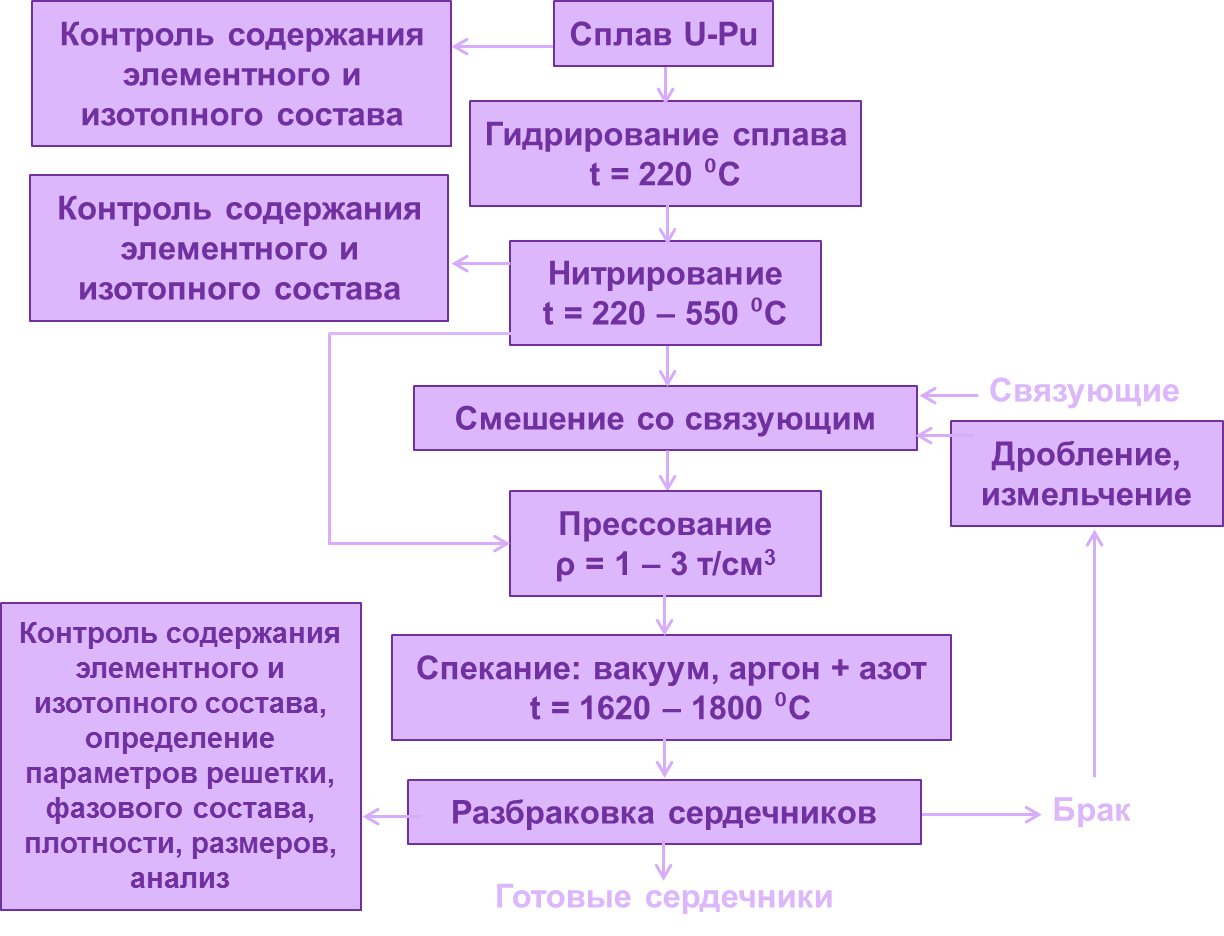 Контроль содержания
элементного и
изотопного состава
Сплав U-Pu
Гидрирование сплава
t = 220 ⁰C
Контроль содержания
элементного и
изотопного состава
Нитрирование
t = 220 – 550 ⁰C
Связующие
Смешение со связующим
Дробление,
измельчение
Прессование
ρ = 1 – 3 т/см³
Контроль содержания
элементного и
изотопного состава,
определение
параметров решетки,
фазового состава,
плотности, размеров,
анализ
Спекание: вакуум, аргон + азот
t = 1620 – 1800 ⁰C
Разбраковка сердечников
Брак
Готовые сердечники